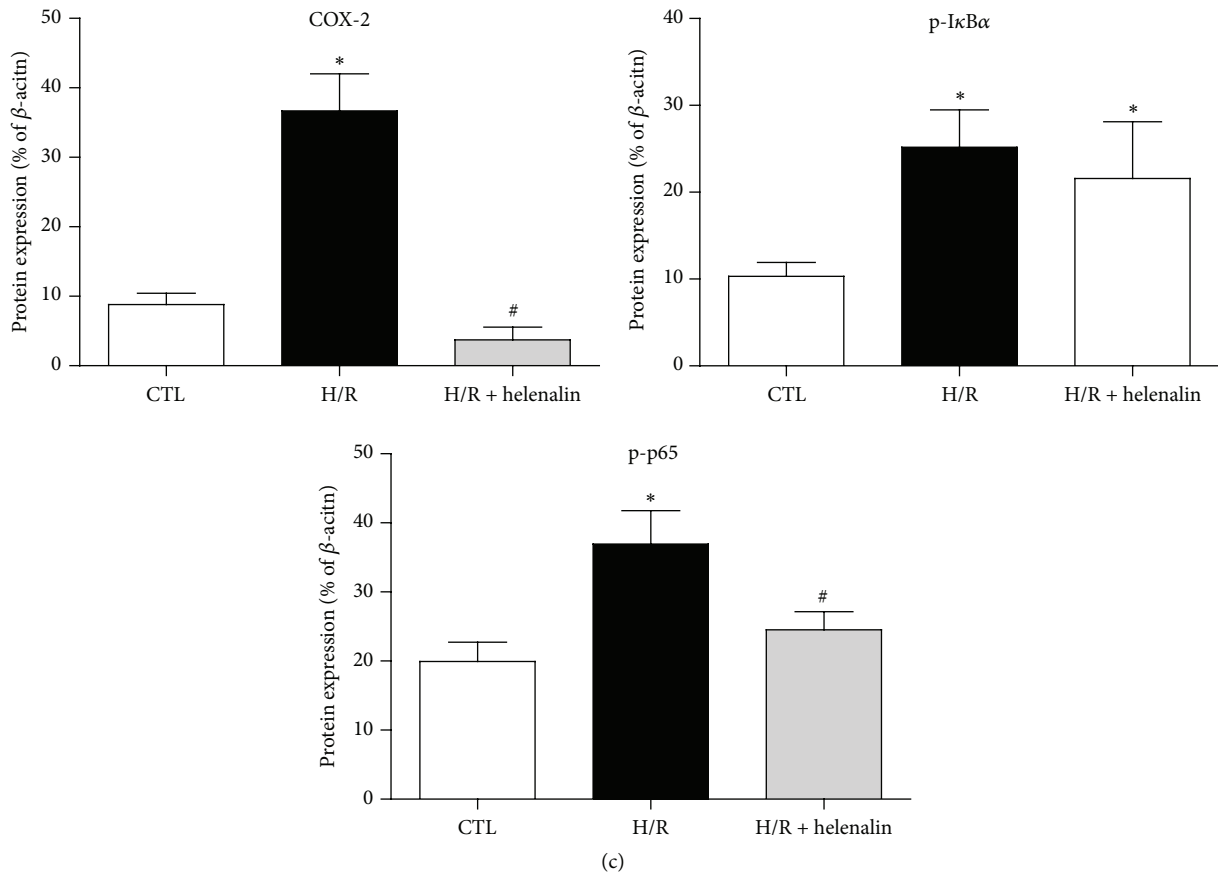 COX-2
Protein expression (% of β-acitn)
50
40
30
20
10
0
*
#
CTL
H/R
H/R + helenalin
p-IκBα
Protein expression (% of β-acitn)
40
30
20
10
0
*
*
CTL
H/R
H/R + helenalin
p-p65
Protein expression (% of β-acitn)
50
40
30
20
10
0
*
#
CTL
H/R
H/R + helenalin
(c)